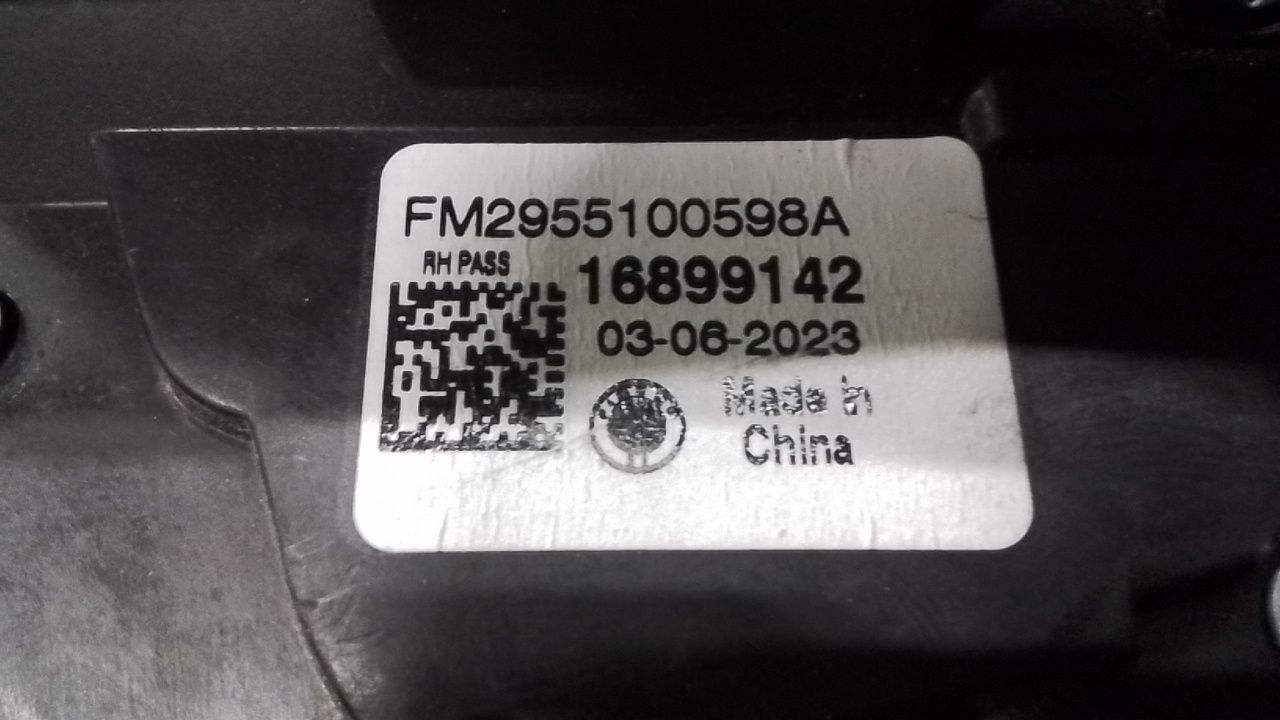 FM2955100598A
RH PASS
16899142
03-06-2023
Made in
China